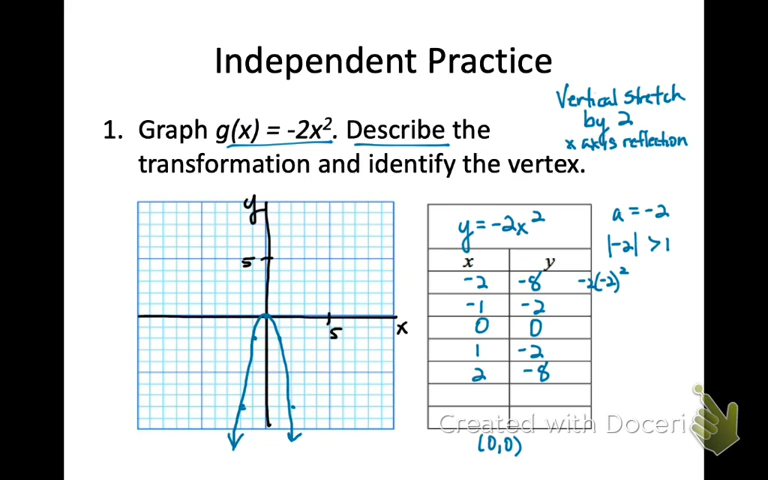 Independent Practice
Vertical stretch
by 2
x axis reflection
1. Graph g(x) = -2x². Describe the
transformation and identify the vertex.
y
5
5
x
y = -2x²
x y
-2 -8
-1 -2
0 0
1 -2
2 -8
a = -2
|-2| > 1
-2(-2)²
Created with Doceri
(0,0)